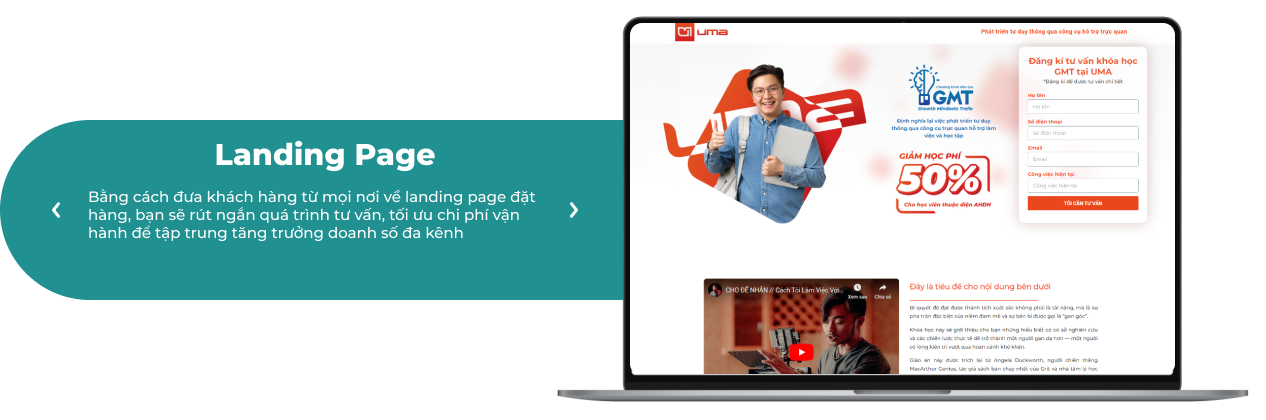 Landing Page
Bằng cách đưa khách hàng từ mọi nơi về landing page đặt
hàng, bạn sẽ rút ngắn quá trình tư vấn, tối ưu chi phí vận
hành để tập trung tăng trưởng doanh số đa kênh
uma
Phát triển tư duy thông qua công cụ hỗ trợ trực quan
uma
Chương trình đào tạo
GMT
Growth Mindsets Trello
Định nghĩa lại việc phát triển tư duy
thông qua công cụ trực quan hỗ trợ làm
việc và học tập
GIẢM HỌC PHÍ
50%
Cho học viên thuộc diện AHDH
Đăng kí tư vấn khóa học
GMT tại UMA
*Đăng kí để được tư vấn chi tiết
Họ tên
Họ tên
Số điện thoại
Số điện thoại
Email
Email
Công việc hiện tại
Công việc hiện tại
TÔI CẦN TƯ VẤN
CHO ĐỂ NHẬN // Cách Tôi Làm Việc Với...
Xem sau
Chia sẻ
Đây là tiêu đề cho nội dung bên dưới
Bí quyết để đạt được thành tích xuất sắc không phải là tài năng, mà là sự
pha trộn đặc biệt của niềm đam mê và sự bền bỉ được gọi là "gan góc".
Khóa học này sẽ giới thiệu cho bạn những hiểu biết có cơ sở nghiên cứu
và các chiến lược thực tế để trở thành một người gan dạ hơn — một người
có lòng kiên trì vượt qua hoàn cảnh khó khăn.
Giáo án này được trích lại từ Angela Duckworth, người chiến thắng
MacArthur Genius, tác giả sách bán chạy nhất của Grit và nhà tâm lý học